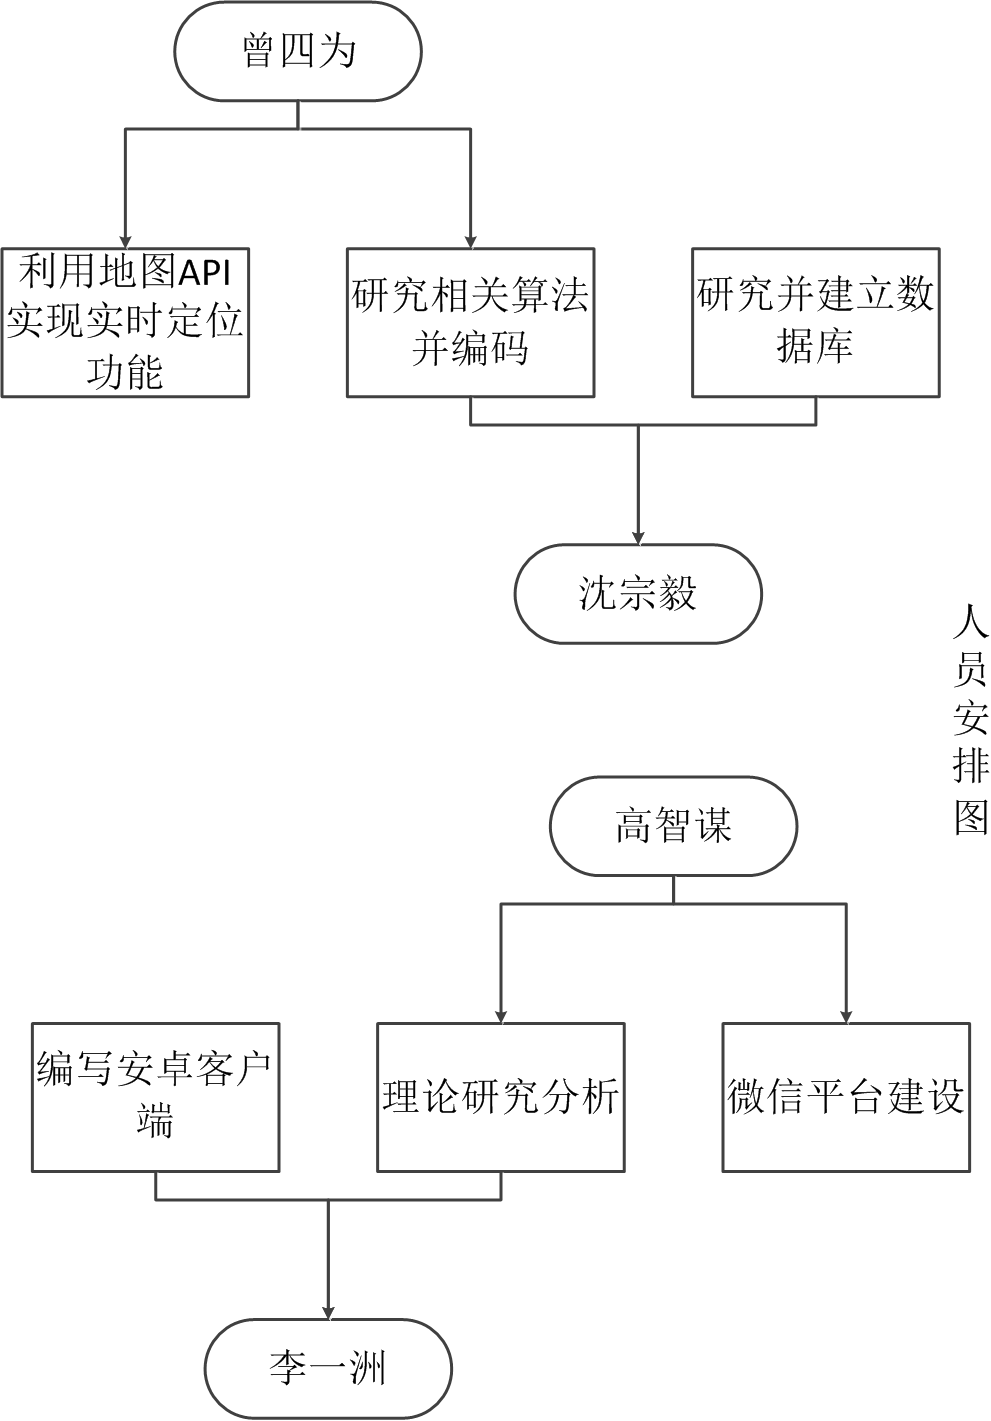 曾四为
利用地图API
实现实时定位
功能
研究相关算法
并编码
研究并建立数
据库
沈宗毅
人
员
安
排
图
高智谋
编写安卓客户
端
理论研究分析
微信平台建设
李一洲